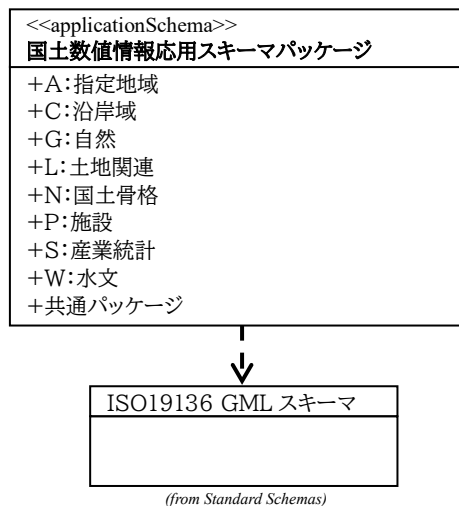 <<applicationSchema>>
国土数値情報応用スキーマパッケージ
+A:指定地域
+C:沿岸域
+G:自然
+L:土地関連
+N:国土骨格
+P:施設
+S:産業統計
+W:水文
+共通パッケージ
ISO19136 GML スキーマ
(from Standard Schemas)